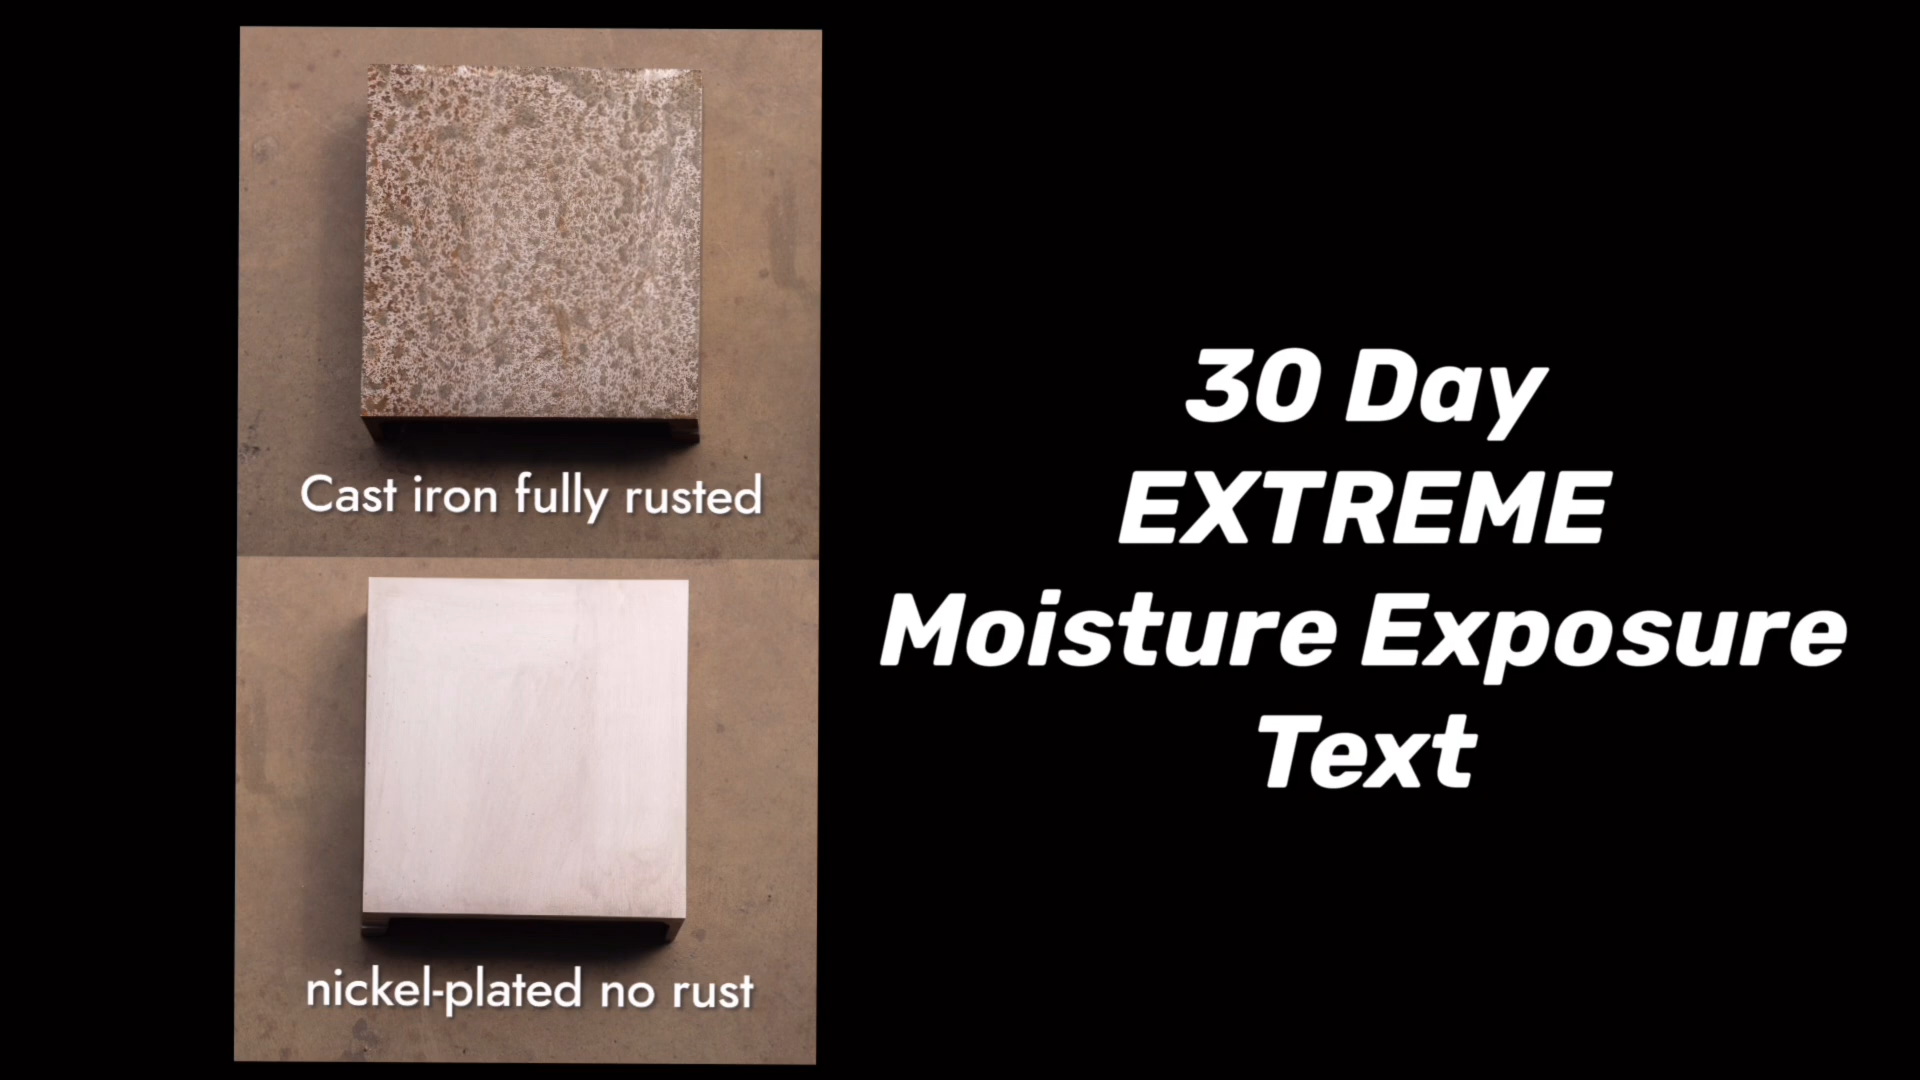 Cast iron fully rusted
nickel-plated no rust
30 Day
EXTREME
Moisture Exposure
Text